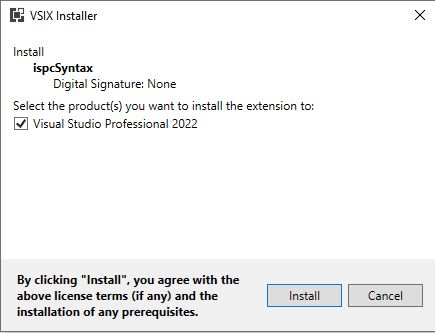 VSIX Installer
Install
ispcSyntax
Digital Signature: None
Select the product(s) you want to install the extension to:
Visual Studio Professional 2022
By clicking "Install", you agree with the
above license terms (if any) and the
installation of any prerequisites.
Install
Cancel